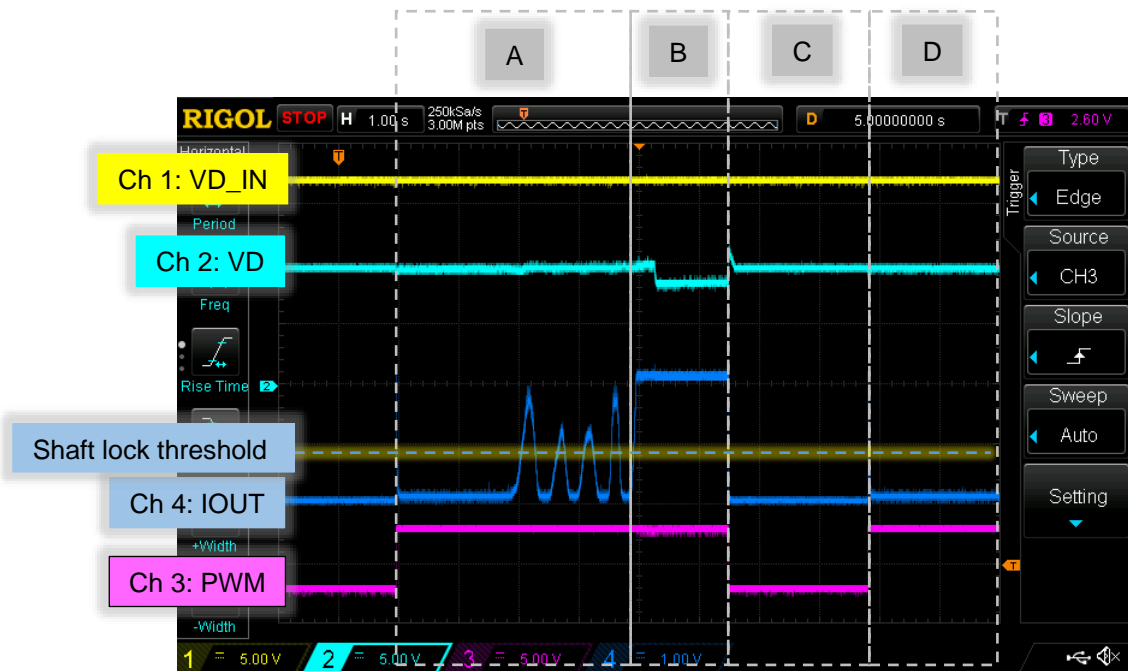 A B C D
RIGOL STOP H 1.00 s 250kSa/s 3.00M pts T D 5.00000000 s T 3 2.60 V
Horizontal
T
Type
Ch 1: VD_IN
Trigger
Edge
Period
Source
Ch 2: VD
CH3
Freq
Slope
Rise Time 2
Sweep
Auto
Shaft lock threshold
Ch 4: IOUT
Setting
+Width
T
Ch 3: PWM
-Width
1 = 5.00 V 2 = 5.00 V 3 = 5.00 V 4 = 1.00 V